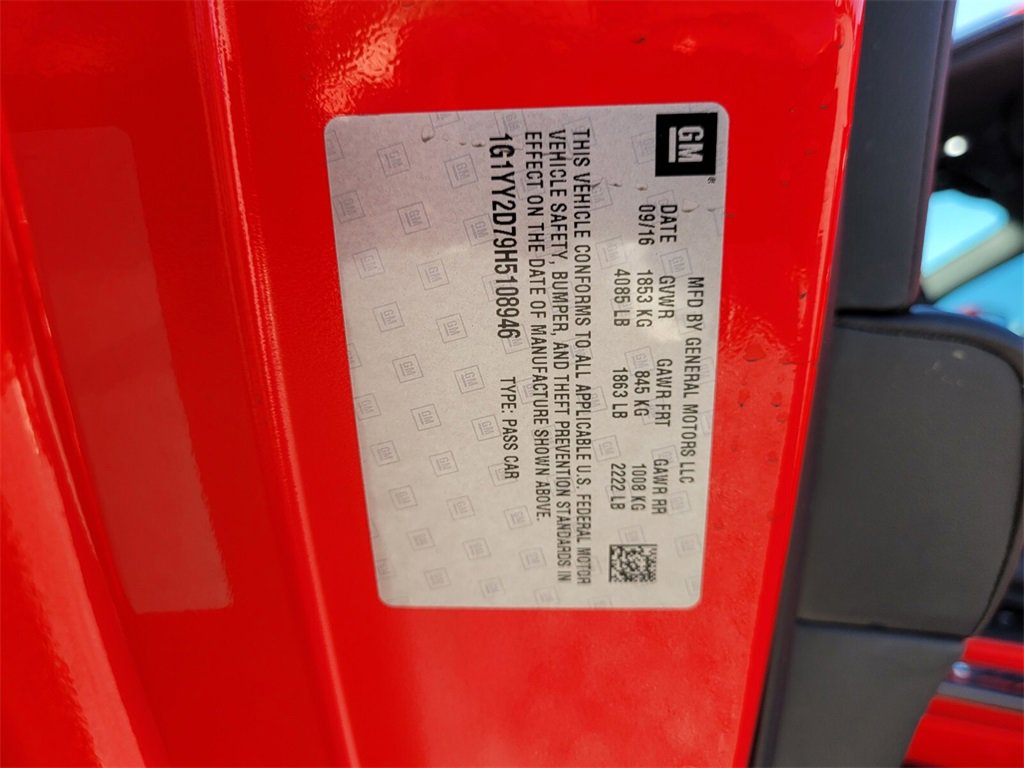 GM
MFD BY GENERAL MOTORS LLC
DATE GVWR GAWR FRT GAWR RR
09/16 1853 KG 845 KG 1008 KG
4085 LB 1863 LB 2222 LB
THIS VEHICLE CONFORMS TO ALL APPLICABLE U.S. FEDERAL MOTOR
VEHICLE SAFETY, BUMPER, AND THEFT PREVENTION STANDARDS IN
EFFECT ON THE DATE OF MANUFACTURE SHOWN ABOVE.
1G1YY2D79H5108946 TYPE: PASS CAR